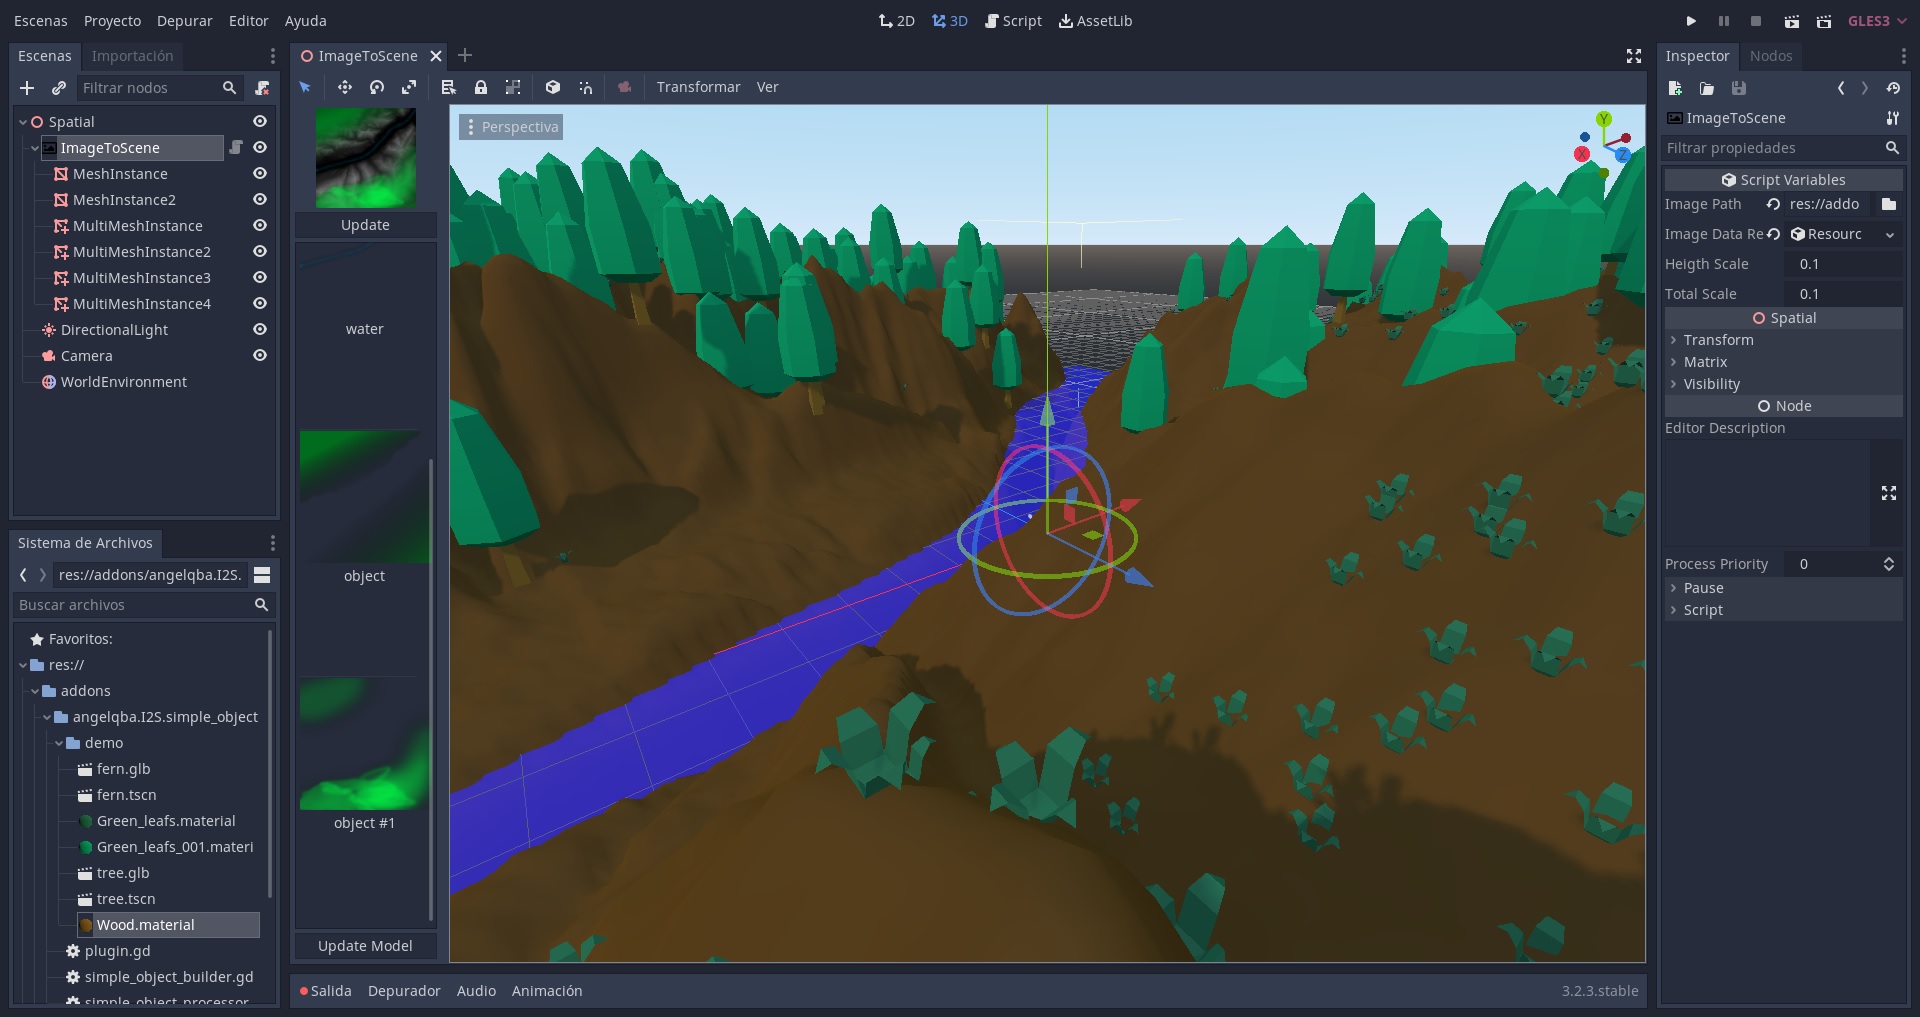 Escenas Proyecto Depurar Editor Ayuda
2D 3D Script AssetLib
GLES3
Escenas Importación
Filtrar nodos
Spatial
ImageToScene
MeshInstance
MeshInstance2
MultiMeshInstance
MultiMeshInstance2
MultiMeshInstance3
MultiMeshInstance4
DirectionalLight
Camera
WorldEnvironment
Sistema de Archivos
res://addons/angelqba.I2S.
Buscar archivos
Favoritos:
res://
addons
angelqba.I2S.simple_object
demo
fern.glb
fern.tscn
Green_leafs.material
Green_leafs_001.materi
tree.glb
tree.tscn
Wood.material
plugin.gd
simple_object_builder.gd
simple_object_processor
ImageToScene
Transformar Ver
Update
water
object
object #1
Update Model
Perspectiva
Y
X
Z
Salida Depurador Audio Animación
3.2.3.stable
Inspector Nodos
ImageToScene
Filtrar propiedades
Script Variables
Image Path res://addo
Image Data Re Resourc
Heigth Scale 0.1
Total Scale 0.1
Spatial
Transform
Matrix
Visibility
Node
Editor Description
Process Priority 0
Pause
Script